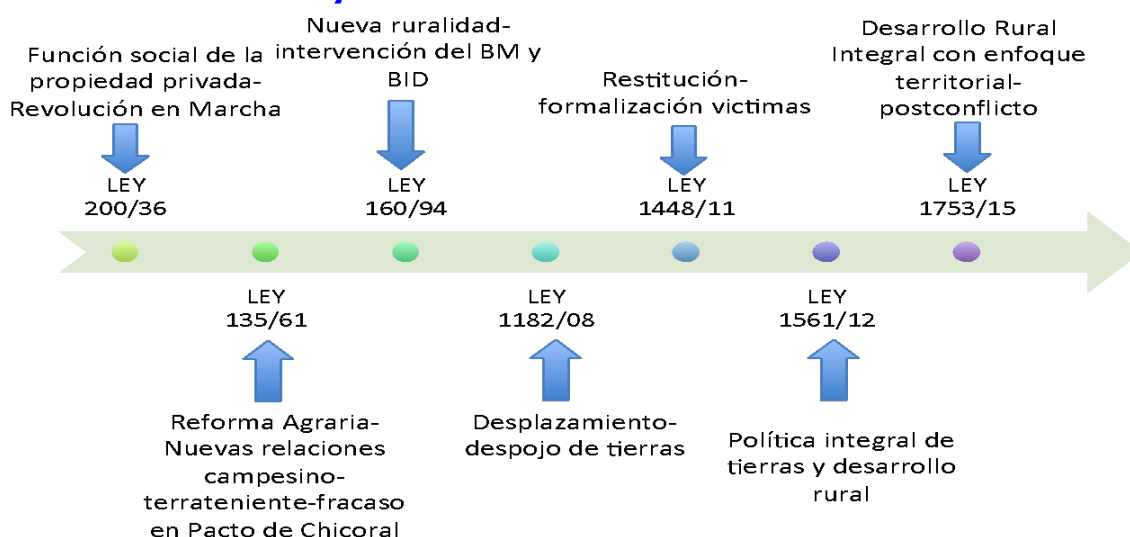 Función social de la
propiedad privada-
Revolución en Marcha
LEY
200/36
Nueva ruralidad-
intervención del BM y
BID
LEY
160/94
Restitución-
formalización victimas
LEY
1448/11
Desarrollo Rural
Integral con enfoque
territorial-
postconflicto
LEY
1753/15
LEY
135/61
Reforma Agraria-
Nuevas relaciones
campesino-
terrateniente-fracaso
en Pacto de Chicoral
LEY
1182/08
Desplazamiento-
despojo de tierras
LEY
1561/12
Política integral de
tierras y desarrollo
rural